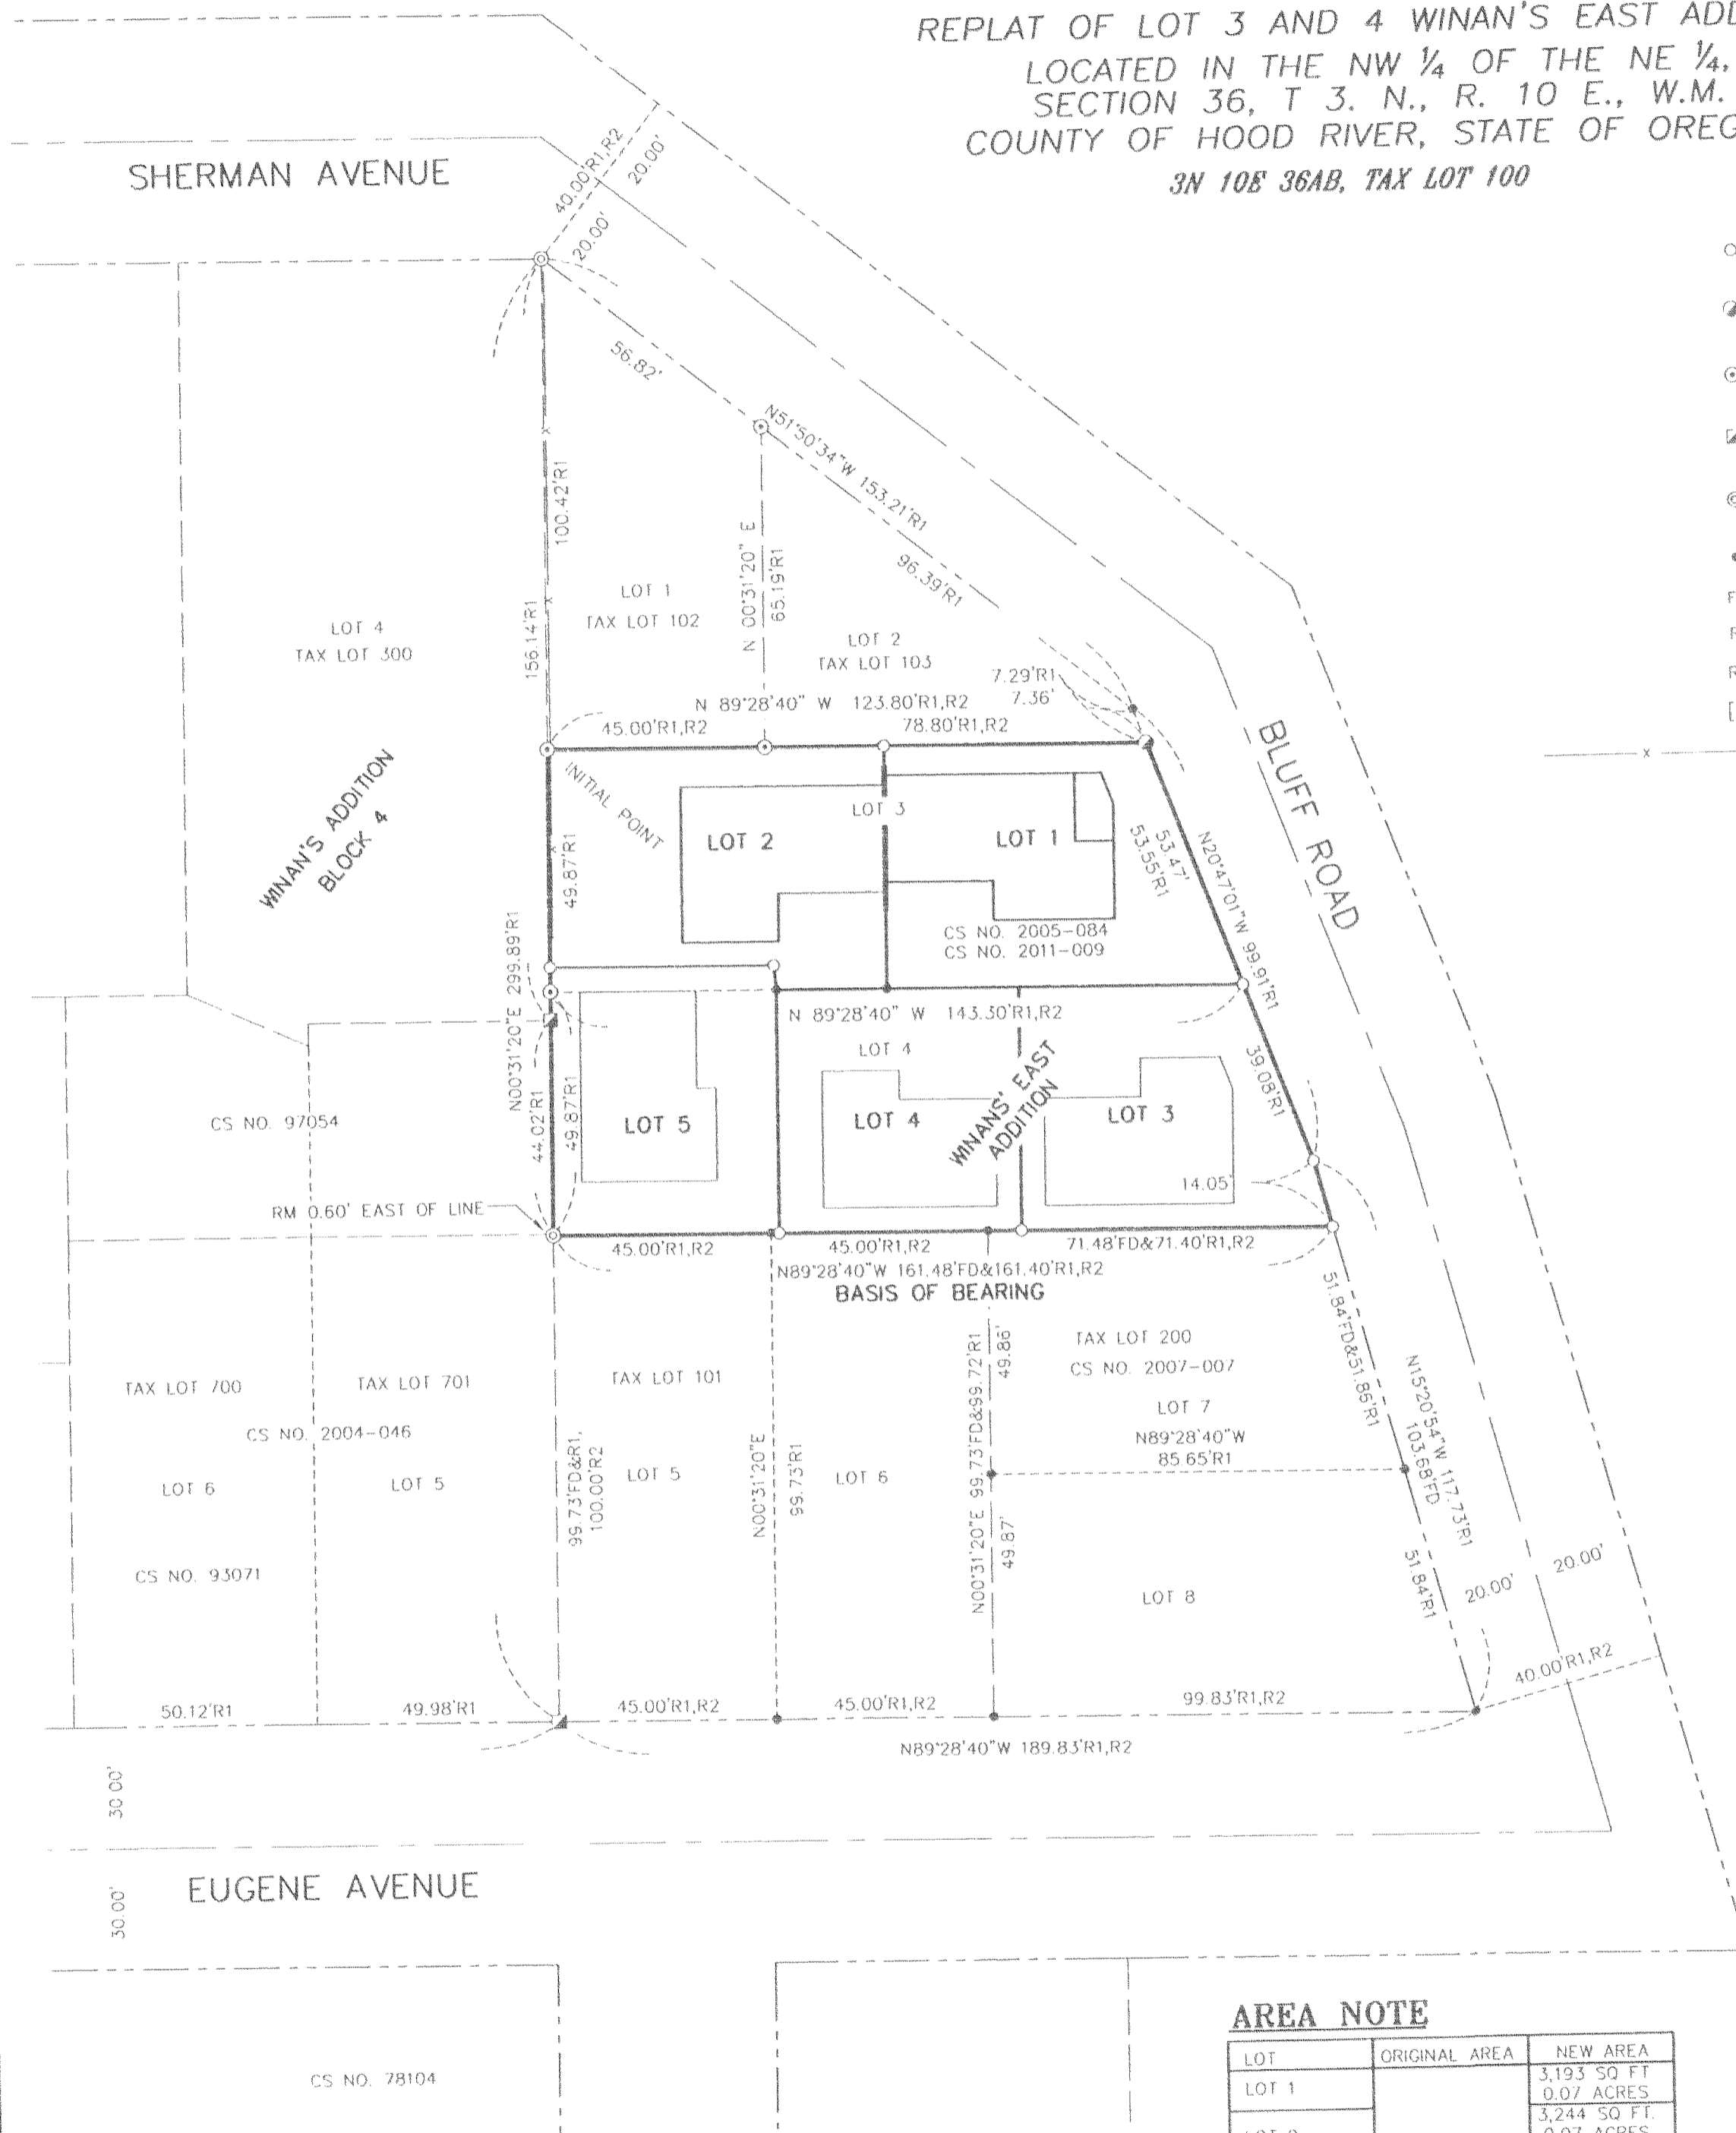 REPLAT OF LOT 3 AND 4 WINAN'S EAST
LOCATED IN THE NW ¼ OF THE NE ¼,
SECTION 36, T 3. N., R. 10 E., W.M.
COUNTY OF HOOD RIVER, STATE OF
3N 10E 36AB, TAX LOT 100
SHERMAN AVENUE
40.00'R1,R2
20.00'
20.00'
56.82'
N51°50'34"W 153.21'R1
96.39'R1
100.42'R1
156.14'R1
N 00°31'20" E
65.19'R1
LOT 1
TAX LOT 102
LOT 4
TAX LOT 300
LOT 2
TAX LOT 103
7.29'R1
7.36'
N 89°28'40" W 123.80'R1,R2
45.00'R1,R2
78.80'R1,R2
BLUFF ROAD
WINAN'S ADDITION
BLOCK 4
INITIAL POINT
LOT 3
LOT 2
LOT 1
49.87'R1
53.47'
53.55'R1
N20°47'01"W 99.91'R1
CS NO. 2005-084
CS NO. 2011-009
N00°31'20"E 299.89'R1
N 89°28'40" W 143.30'R1,R2
LOT 4
WINANS' EAST
ADDITION
39.08'R1
CS NO. 97054
44.02'R1
49.87'R1
LOT 5
LOT 4
LOT 3
14.05'
RM 0.60' EAST OF LINE
45.00'R1,R2
45.00'R1,R2
71.48'FD&71.40'R1,R2
N89°28'40"W 161.48'FD&161.40'R1,R2
BASIS OF BEARING
51.84'FD&51.86'R1
TAX LOT 200
CS NO. 2007-007
LOT 7
N89°28'40"W
85.65'R1
TAX LOT 700
TAX LOT 701
TAX LOT 101
CS NO. 2004-046
LOT 6
LOT 5
LOT 5
LOT 6
99.73'FD&R1,
100.00'R2
N00°31'20"E
99.73'R1
N00°31'20"E 99.73'FD&99.72'R1
49.86'
49.87'
N15°20'54"W 117.73'R1
103.68'FD
51.84'R1
CS NO. 93071
LOT 8
20.00'
20.00'
40.00'R1,R2
50.12'R1
49.98'R1
45.00'R1,R2
45.00'R1,R2
99.83'R1,R2
N89°28'40"W 189.83'R1,R2
30.00'
EUGENE AVENUE
30.00'
CS NO. 78104
AREA NOTE
LOT
ORIGINAL AREA
NEW AREA
LOT 1
3,193 SQ FT
0.07 ACRES
3,244 SQ FT.
0.07 ACRES